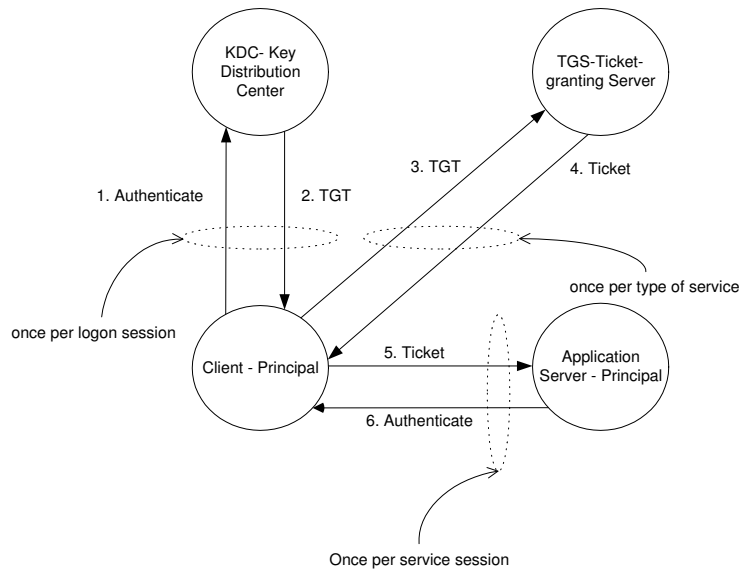 KDC- Key
Distribution
Center
TGS-Ticket-
granting Server
1. Authenticate
2. TGT
3. TGT
4. Ticket
once per type of service
once per logon session
Client - Principal
5. Ticket
Application
Server - Principal
6. Authenticate
Once per service session